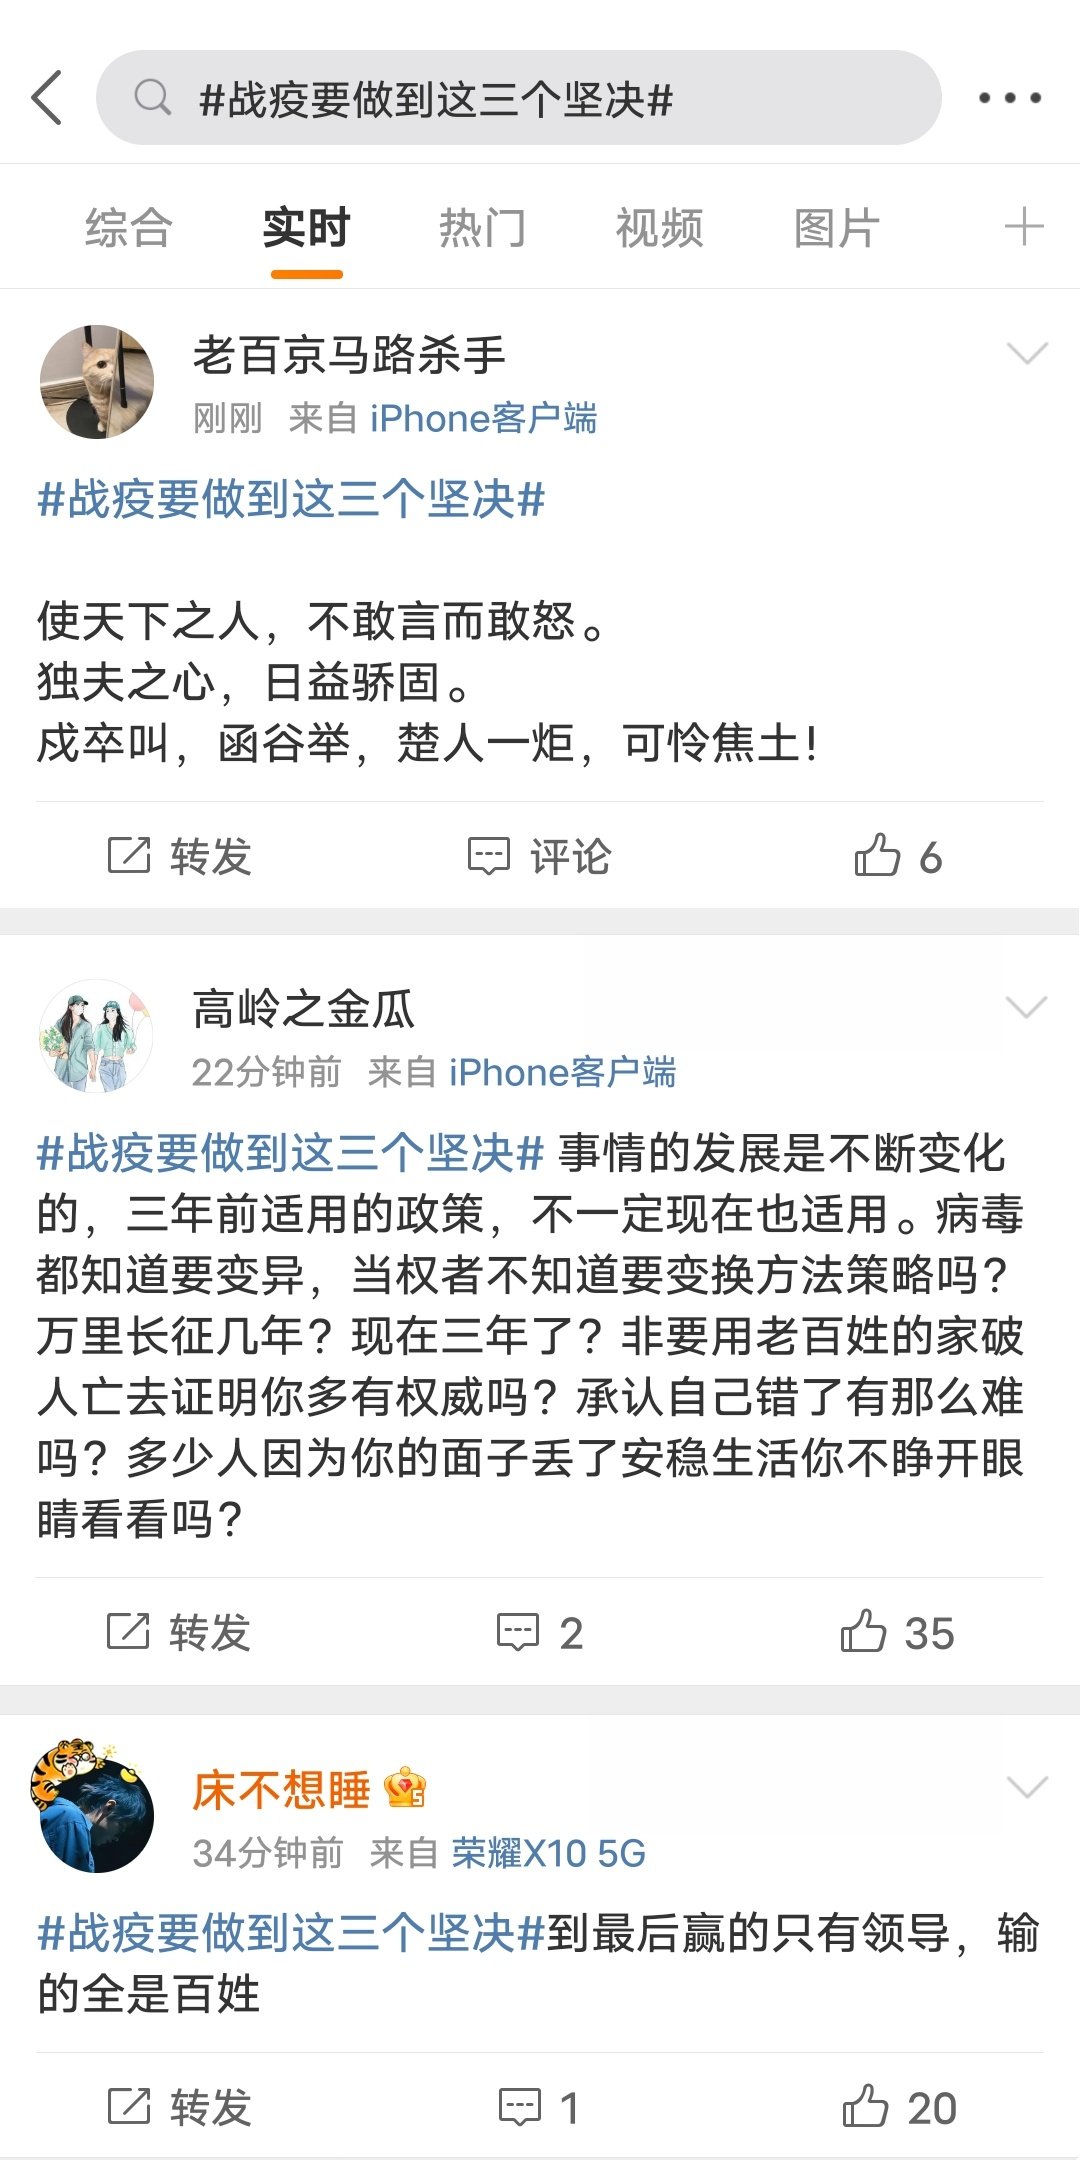 #战疫要做到这三个坚决#
综合 实时 热门 视频 图片
老百京马路杀手
刚刚 来自 iPhone客户端
#战疫要做到这三个坚决#
使天下之人，不敢言而敢怒。
独夫之心，日益骄固。
戍卒叫，函谷举，楚人一炬，可怜焦土！
转发 评论 6
高岭之金瓜
22分钟前 来自 iPhone客户端
#战疫要做到这三个坚决# 事情的发展是不断变化
的，三年前适用的政策，不一定现在也适用。病毒
都知道要变异，当权者不知道要变换方法策略吗？
万里长征几年？现在三年了？非要用老百姓的家破
人亡去证明你多有权威吗？承认自己错了有那么难
吗？多少人因为你的面子丢了安稳生活你不睁开眼
睛看看吗？
转发 2 35
床不想睡 5
34分钟前 来自 荣耀X10 5G
#战疫要做到这三个坚决#到最后赢的只有领导，输
的全是百姓
转发 1 20